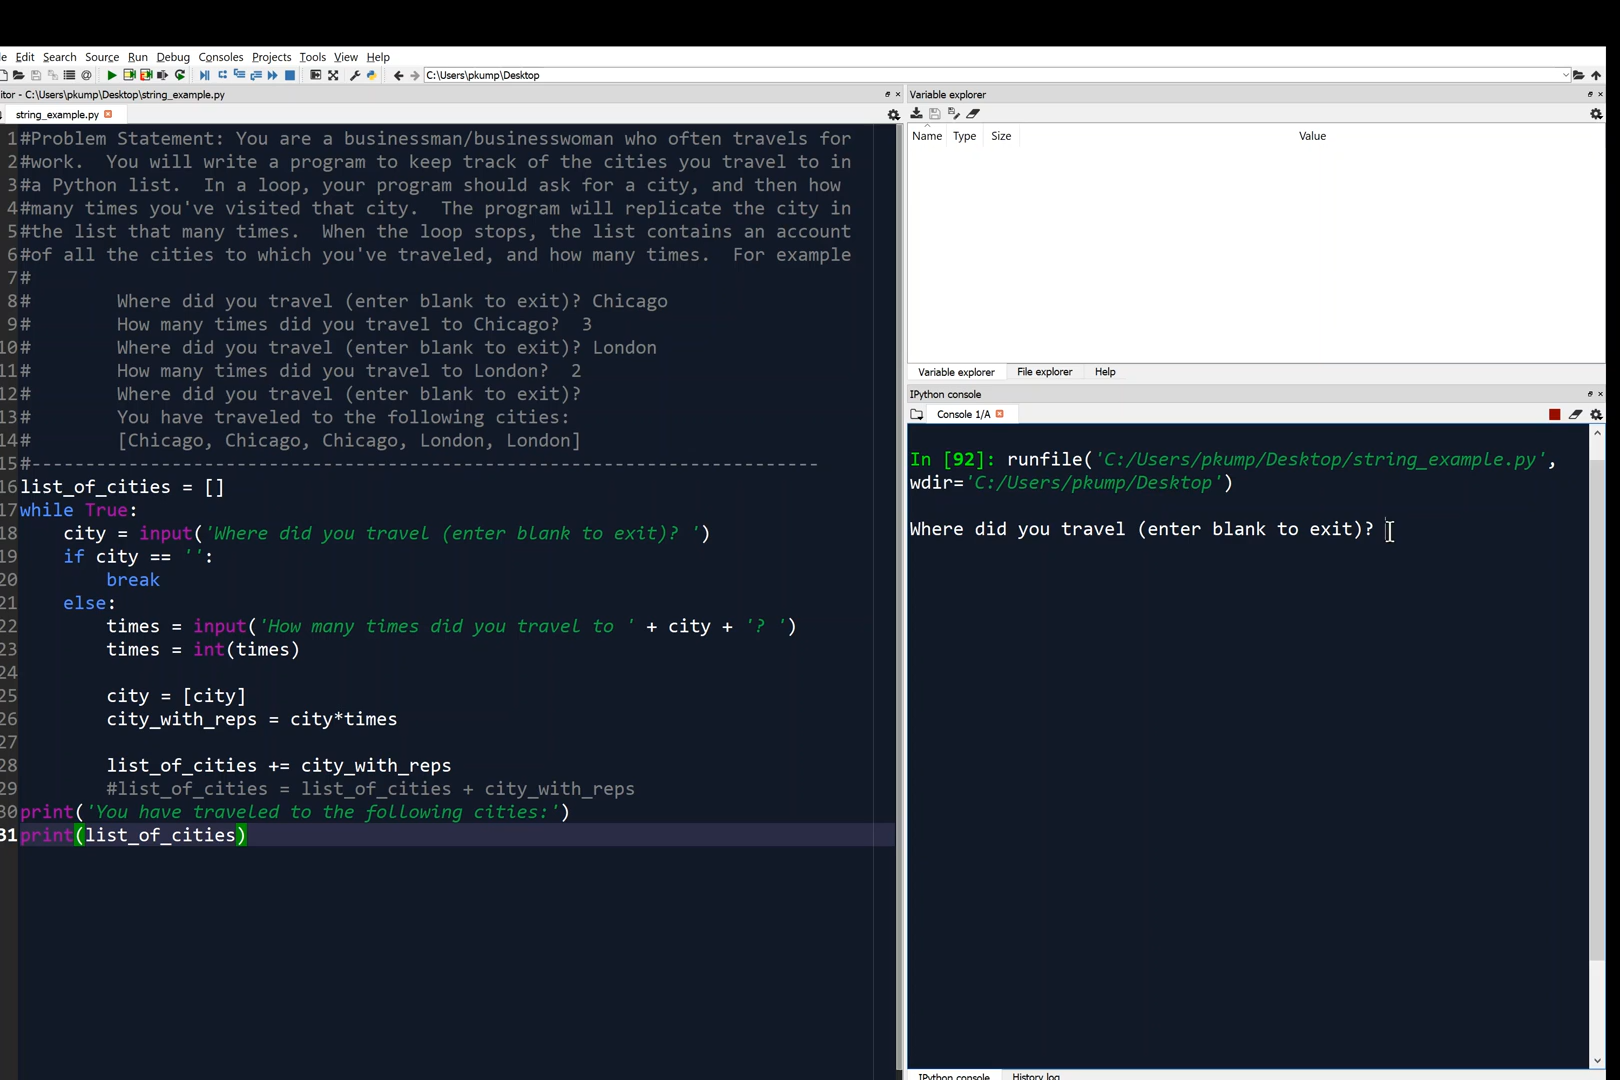 le Edit Search Source Run Debug Consoles Projects Tools View Help
C:\Users\pkump\Desktop
itor - C:\Users\pkump\Desktop\string_example.py
string_example.py
1 #Problem Statement: You are a businessman/businesswoman who often travels for
2 #work.  You will write a program to keep track of the cities you travel to in
3 #a Python list.  In a loop, your program should ask for a city, and then how
4 #many times you've visited that city.  The program will replicate the city in
5 #the list that many times.  When the loop stops, the list contains an account
6 #of all the cities to which you've traveled, and how many times.  For example
7 #
8 #        Where did you travel (enter blank to exit)? Chicago
9 #        How many times did you travel to Chicago?  3
10 #        Where did you travel (enter blank to exit)? London
11 #        How many times did you travel to London?  2
12 #        Where did you travel (enter blank to exit)?
13 #        You have traveled to the following cities:
14 #        [Chicago, Chicago, Chicago, London, London]
15 #-------------------------------------------------------------------------
16 list_of_cities = []
17 while True:
18     city = input('Where did you travel (enter blank to exit)? ')
19     if city == '':
20         break
21     else:
22         times = input('How many times did you travel to ' + city + '? ')
23         times = int(times)
24
25         city = [city]
26         city_with_reps = city*times
27
28         list_of_cities += city_with_reps
29         #list_of_cities = list_of_cities + city_with_reps
30 print('You have traveled to the following cities:')
31 print(list_of_cities)
Variable explorer
Name Type Size Value
Variable explorer File explorer Help
IPython console
Console 1/A
In [92]: runfile('C:/Users/pkump/Desktop/string_example.py',
wdir='C:/Users/pkump/Desktop')
Where did you travel (enter blank to exit)?
IPython console History log